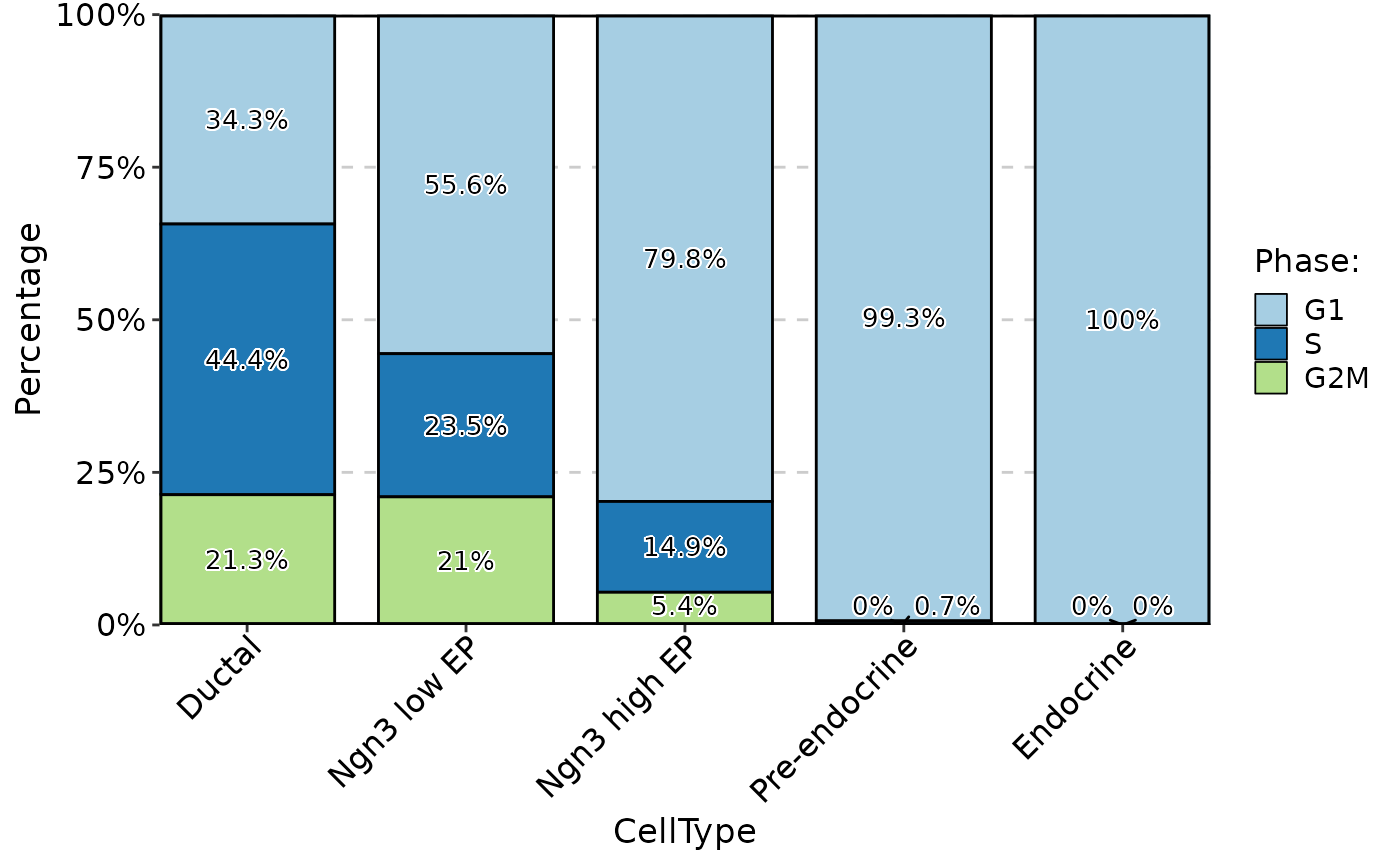 100%
75%
50%
25%
0%
Percentage
34.3%
44.4%
21.3%
55.6%
23.5%
21%
79.8%
14.9%
5.4%
99.3%
0% 0.7%
100%
0% 0%
Ductal
Ngn3 low EP
Ngn3 high EP
Pre-endocrine
Endocrine
CellType
Phase:
G1
S
G2M